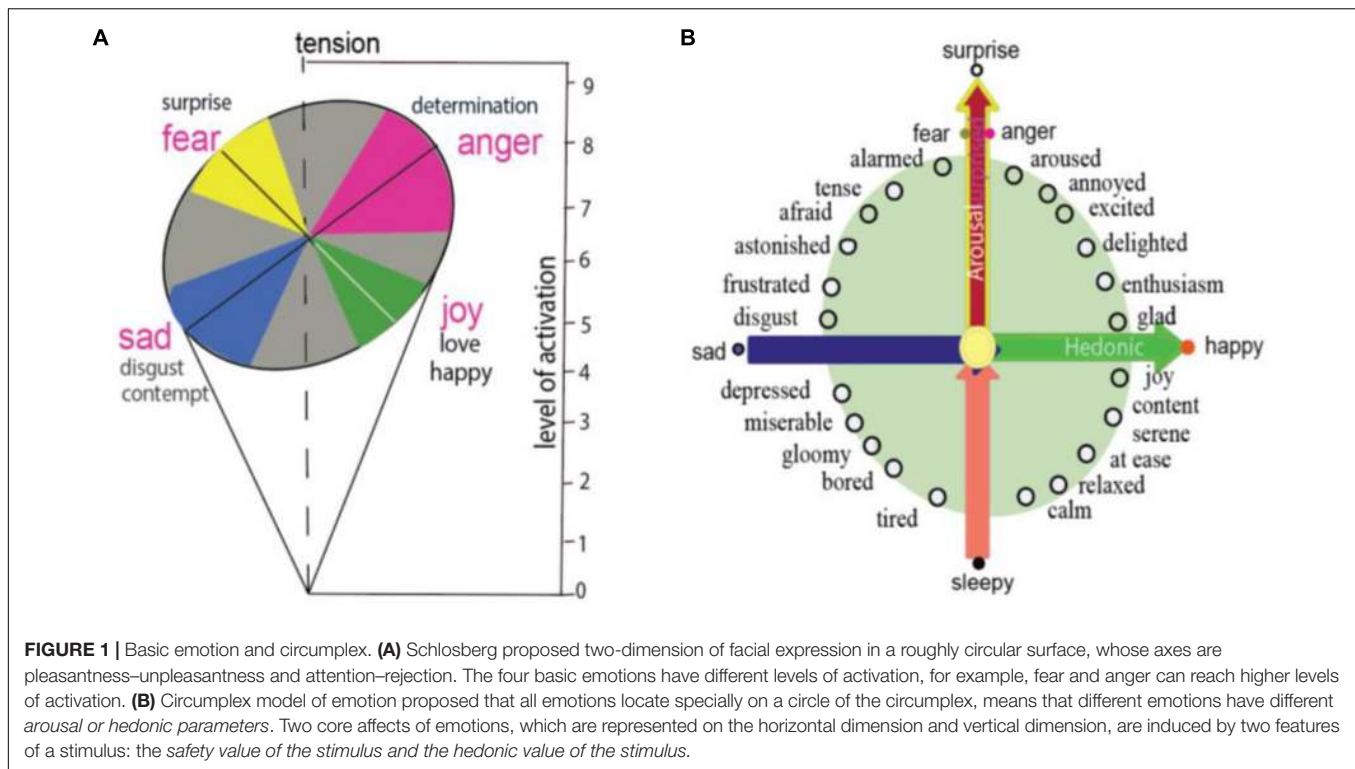 A
tension
surprise
fear
determination
anger
sad
disgust
contempt
joy
love
happy
level of activation
9
8
7
6
5
4
3
2
1
0
B
surprise
fear
anger
alarmed
aroused
tense
annoyed
afraid
excited
astonished
delighted
frustrated
enthusiasm
disgust
glad
Arousal
sad
Hedonic
happy
depressed
joy
miserable
content
gloomy
serene
bored
at ease
tired
relaxed
calm
sleepy
FIGURE 1 | Basic emotion and circumplex. (A) Schlosberg proposed two-dimension of facial expression in a roughly circular surface, whose axes are
pleasantness–unpleasantness and attention–rejection. The four basic emotions have different levels of activation, for example, fear and anger can reach higher levels
of activation. (B) Circumplex model of emotion proposed that all emotions locate specially on a circle of the circumplex, means that different emotions have different
arousal or hedonic parameters. Two core affects of emotions, which are represented on the horizontal dimension and vertical dimension, are induced by two features
of a stimulus: the safety value of the stimulus and the hedonic value of the stimulus.